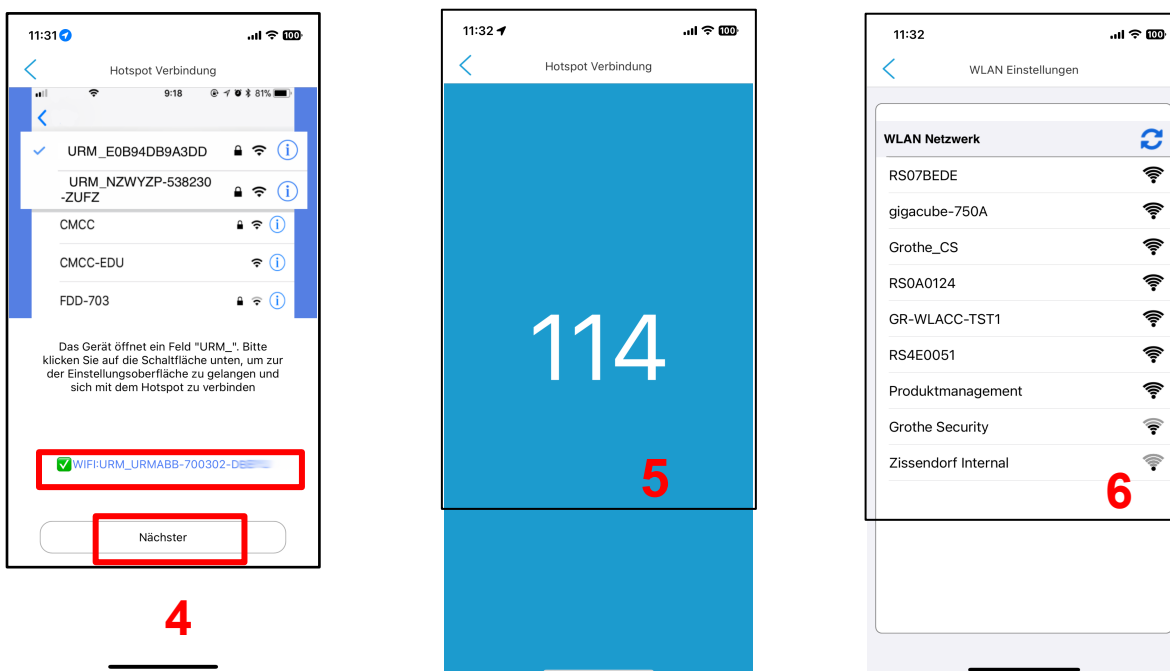 11:31
100
Hotspot Verbindung
9:18
81%
URM_E0B94DB9A3DD
URM_NZWYZP-538230
-ZUFZ
CMCC
CMCC-EDU
FDD-703
Das Gerät öffnet ein Feld "URM_". Bitte
klicken Sie auf die Schaltfläche unten, um zur
der Einstellungsoberfläche zu gelangen und
sich mit dem Hotspot zu verbinden
WIFI:URM_URMABB-700302-
Nächster
4
11:32
100
Hotspot Verbindung
114
5
11:32
100
WLAN Einstellungen
WLAN Netzwerk
RS07BEDE
gigacube-750A
Grothe_CS
RS0A0124
GR-WLACC-TST1
RS4E0051
Produktmanagement
Grothe Security
Zissendorf Internal
6